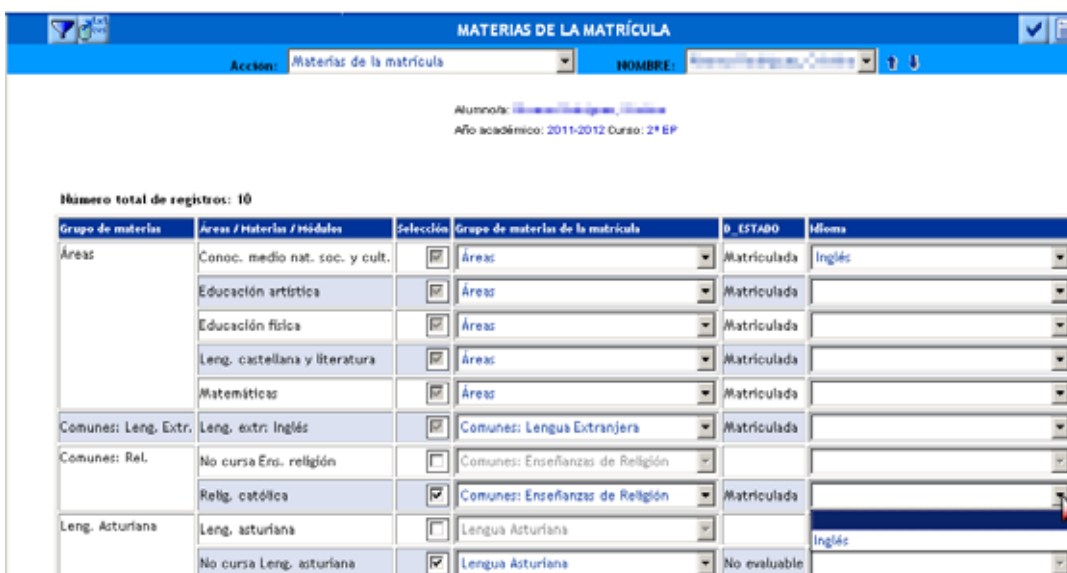 MATERIAS DE LA MATRÍCULA
Acción: Materias de la matrícula NOMBRE:
Alumno/a:
Año académico: 2011-2012 Curso: 2º EP
Número total de registros: 10
Grupo de materias Áreas / Materias / Módulos Selección Grupo de materias de la matrícula D_ESTADO Idioma
Áreas Conoc. medio nat. soc. y cult. Áreas Matriculada Inglés
Educación artística Áreas Matriculada
Educación física Áreas Matriculada
Leng. castellana y literatura Áreas Matriculada
Matemáticas Áreas Matriculada
Comunes: Leng. Extr. Leng. extr: Inglés Comunes: Lengua Extranjera Matriculada
Comunes: Rel. No cursa Ens. religión Comunes: Enseñanzas de Religión
Relig. católica Comunes: Enseñanzas de Religión Matriculada
Leng. Asturiana Leng. asturiana Lengua Asturiana
Inglés
No cursa Leng. asturiana Lengua Asturiana No evaluable